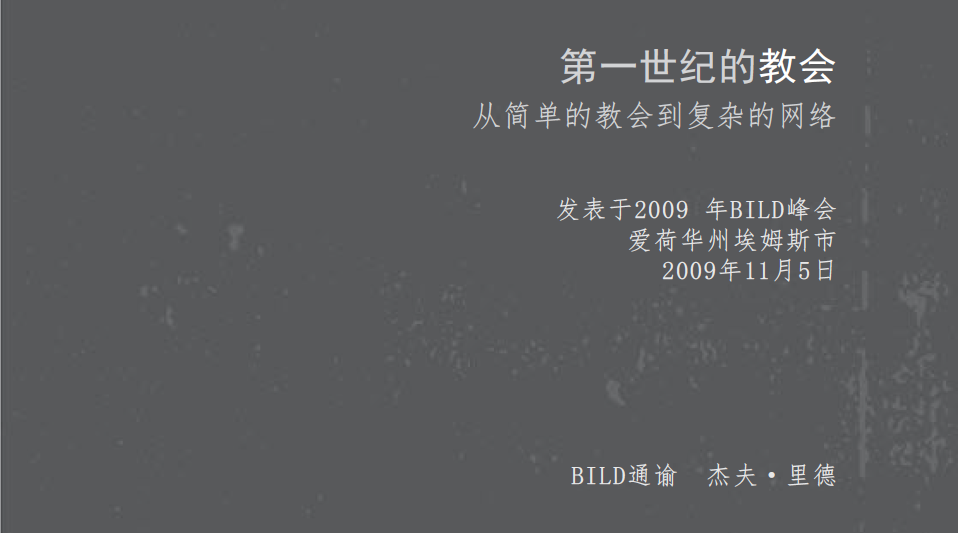 第一世纪的教会
从简单的教会到复杂的网络
发表于2009 年BILD峰会
爱荷华州埃姆斯市
2009年11月5日
BILD通谕 杰夫·里德